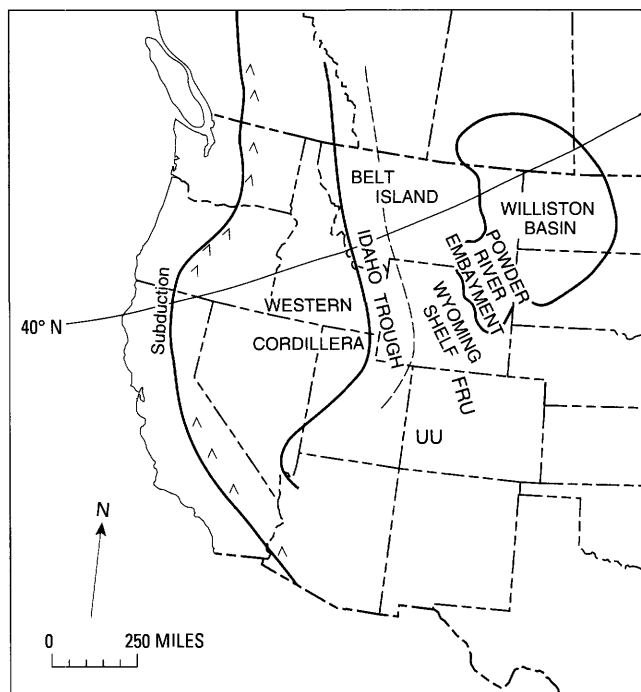 BELT
ISLAND
WILLISTON
BASIN
POWDER
RIVER
EMBAYMENT
IDAHO TROUGH
WYOMING
SHELF
FRU
WESTERN
CORDILLERA
Subduction
40° N
UU
N
0 250 MILES